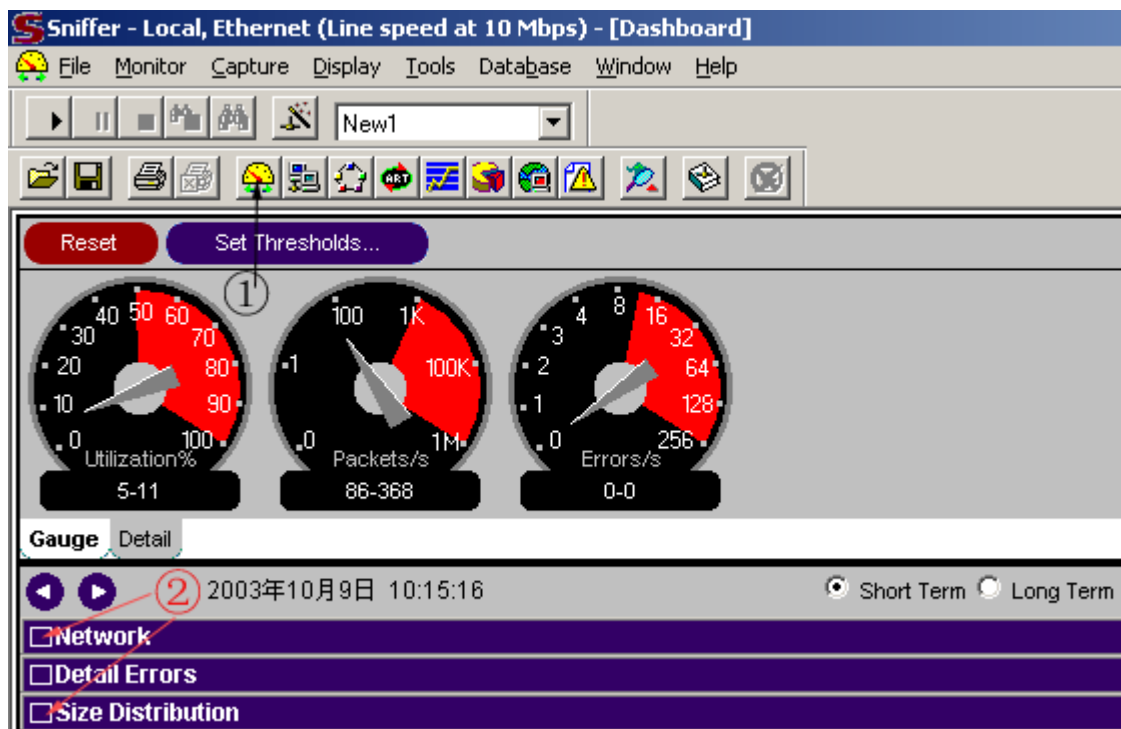 Sniffer - Local, Ethernet (Line speed at 10 Mbps) - [Dashboard]
File Monitor Capture Display Tools Database Window Help
New1
ART
Reset Set Thresholds...
①
0 10 20 30 40 50 60 70 80 90 100
Utilization%
5-11
0 1 100 1K 100K 1M
Packets/s
86-368
0 1 2 3 4 8 16 32 64 128 256
Errors/s
0-0
Gauge Detail
② 2003年10月9日 10:15:16 Short Term Long Term
Network
Detail Errors
Size Distribution